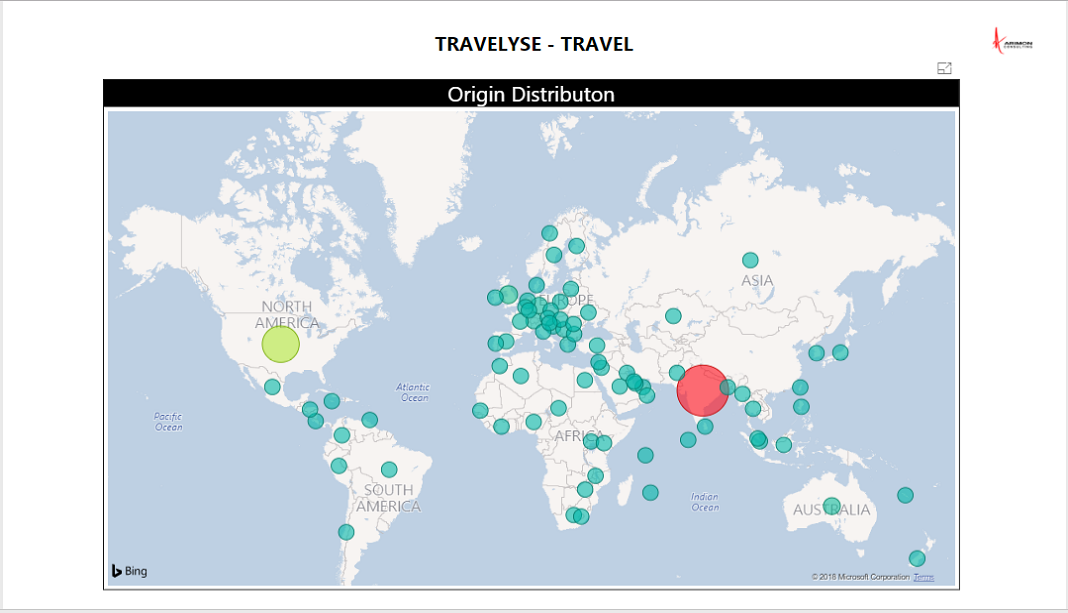 TRAVELYSE - TRAVEL
Origin Distributon
NORTH
AMERICA
EUROPE
ASIA
Atlantic
Ocean
Pacific
Ocean
AFRICA
SOUTH
AMERICA
Indian
Ocean
AUSTRALIA
Bing
© 2018 Microsoft Corporation Terms